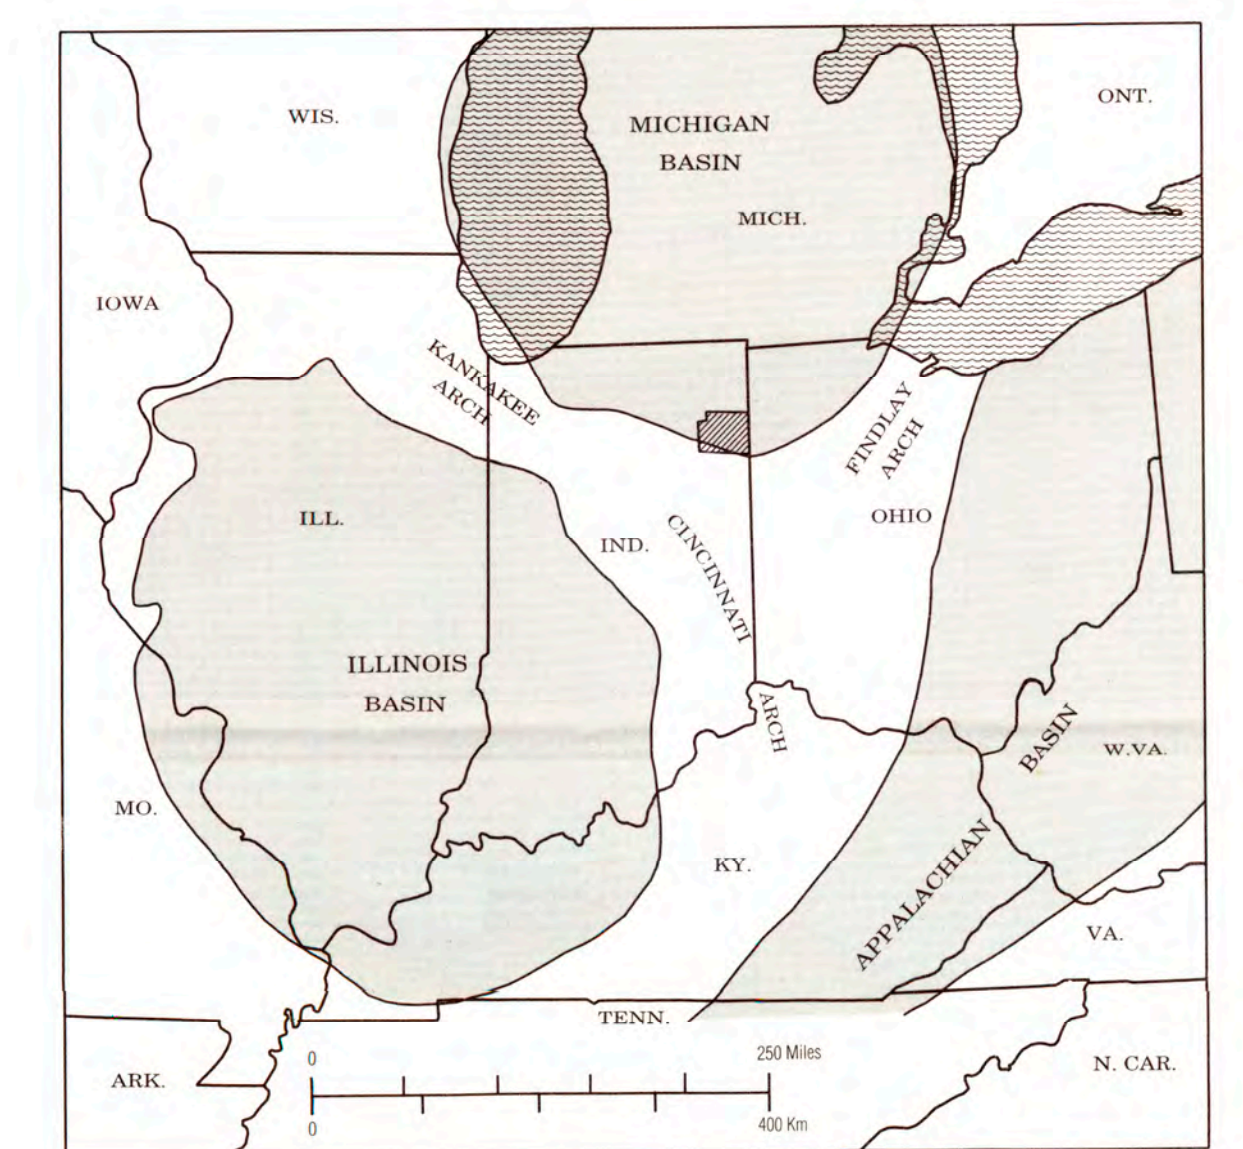 WIS.
MICHIGAN
BASIN
ONT.
MICH.
IOWA
KANKAKEE
ARCH
FINDLAY
ARCH
ILL.
IND.
CINCINNATI
ARCH
OHIO
ILLINOIS
BASIN
APPALACHIAN
BASIN
W.VA.
MO.
KY.
VA.
TENN.
ARK.
N. CAR.
0
250 Miles
0
400 Km